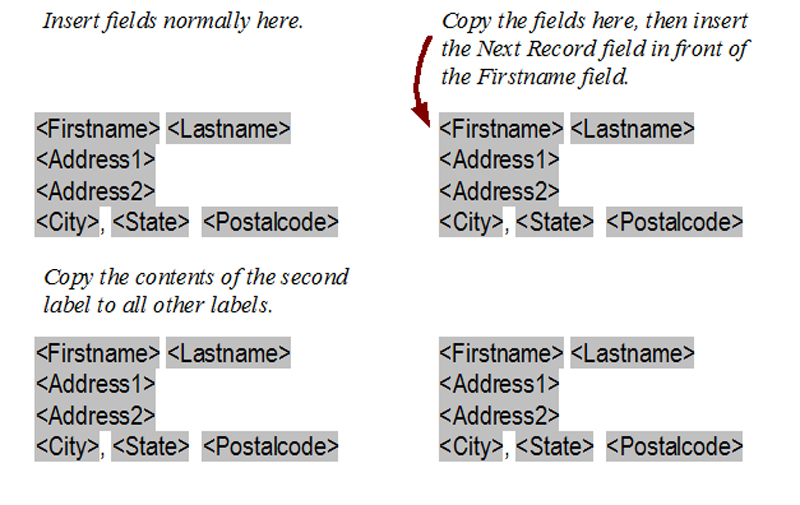 Insert fields normally here.
Copy the fields here, then insert
the Next Record field in front of
the Firstname field.
<Firstname> <Lastname>
<Address1>
<Address2>
<City>, <State> <Postalcode>
<Firstname> <Lastname>
<Address1>
<Address2>
<City>, <State> <Postalcode>
Copy the contents of the second
label to all other labels.
<Firstname> <Lastname>
<Address1>
<Address2>
<City>, <State> <Postalcode>
<Firstname> <Lastname>
<Address1>
<Address2>
<City>, <State> <Postalcode>